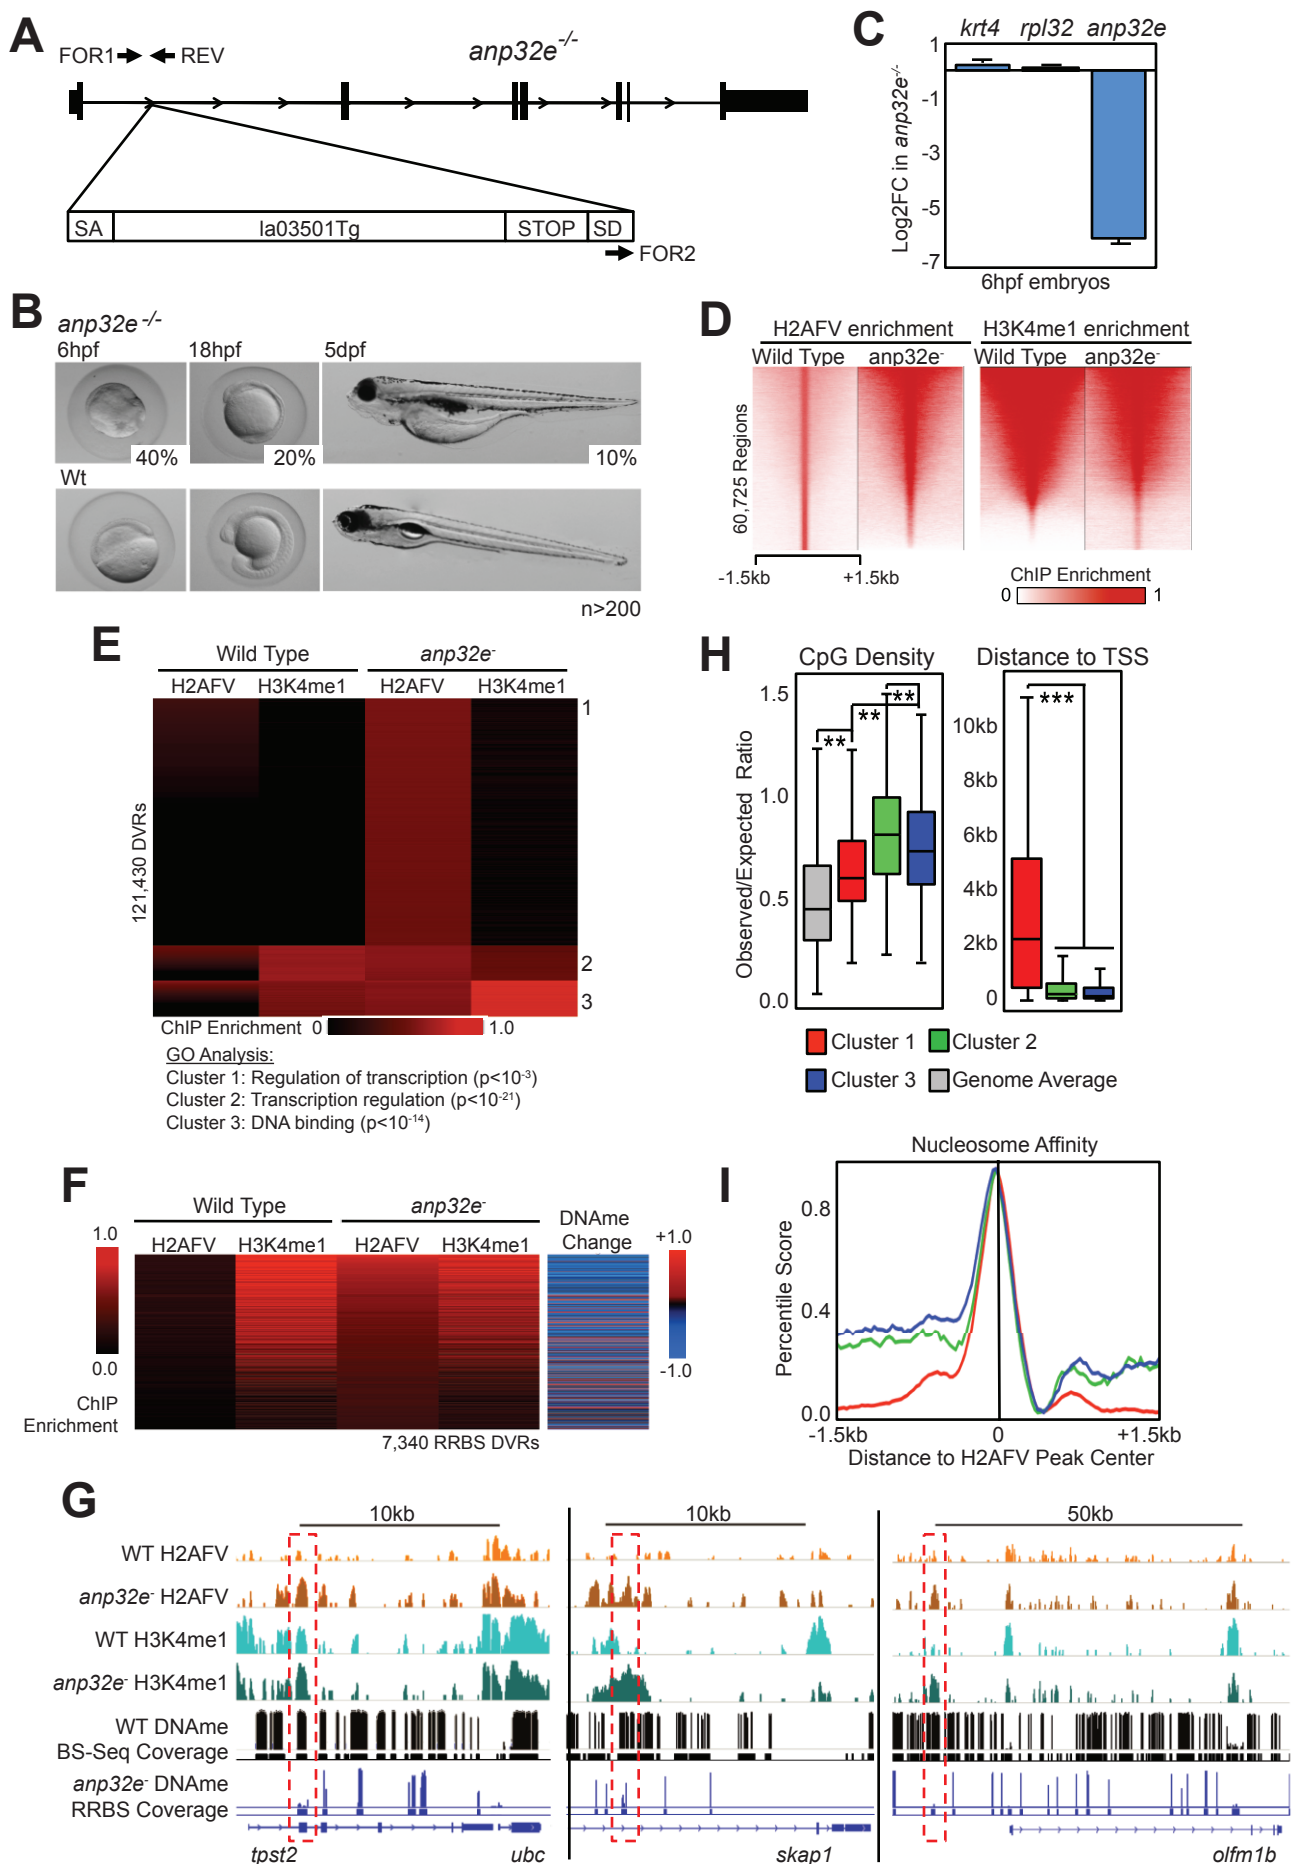 A
FOR1 REV
anp32e-/-
SA la03501Tg STOP SD
FOR2
B
anp32e-/-
6hpf 18hpf 5dpf
40% 20% 10%
Wt
n>200
C
krt4 rpl32 anp32e
Log2FC in anp32e-/-
1
-1
-3
-5
-7
6hpf embryos
D
H2AFV enrichment H3K4me1 enrichment
Wild Type anp32e- Wild Type anp32e-
60,725 Regions
-1.5kb +1.5kb
ChIP Enrichment
0 1
E
Wild Type anp32e-
H2AFV H3K4me1 H2AFV H3K4me1
121,430 DVRs
1
2
3
ChIP Enrichment 0 1.0
GO Analysis:
Cluster 1: Regulation of transcription (p<10-3)
Cluster 2: Transcription regulation (p<10-21)
Cluster 3: DNA binding (p<10-14)
H
CpG Density Distance to TSS
Observed/Expected Ratio
1.5
1.0
0.5
0.0
** ** **
***
10kb
8kb
6kb
4kb
2kb
0
Cluster 1 Cluster 2
Cluster 3 Genome Average
F
Wild Type anp32e-
H2AFV H3K4me1 H2AFV H3K4me1
DNAme
Change
1.0
0.0
ChIP
Enrichment
+1.0
-1.0
7,340 RRBS DVRs
I
Nucleosome Affinity
Percentile Score
0.8
0.4
0.0
-1.5kb 0 +1.5kb
Distance to H2AFV Peak Center
G
10kb 10kb 50kb
WT H2AFV
anp32e- H2AFV
WT H3K4me1
anp32e- H3K4me1
WT DNAme
BS-Seq Coverage
anp32e- DNAme
RRBS Coverage
tpst2 ubc skap1 olfm1b